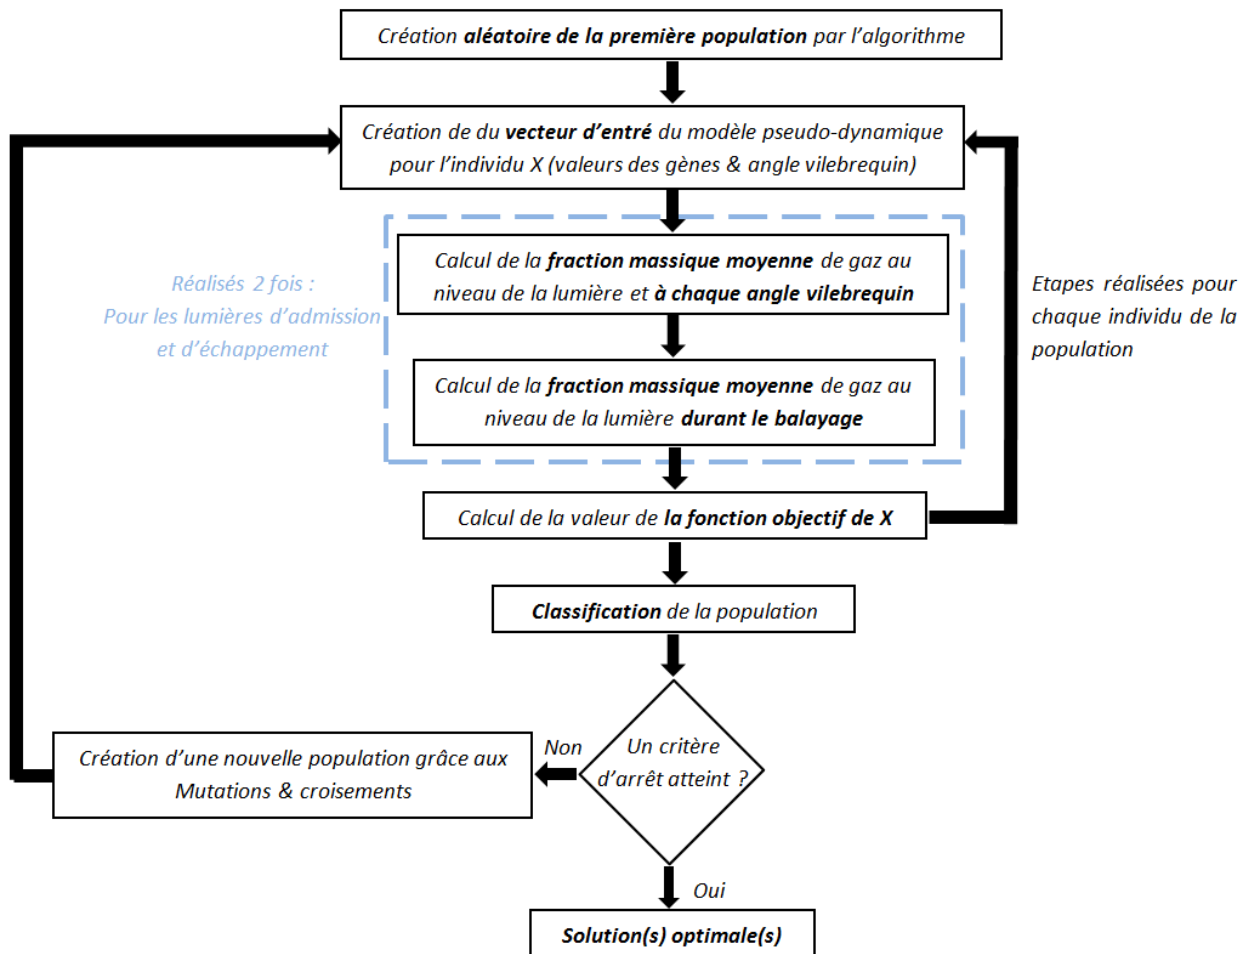 Création aléatoire de la première population par l’algorithme
Création de du vecteur d’entré du modèle pseudo-dynamique
pour l’individu X (valeurs des gènes & angle vilebrequin)
Réalisés 2 fois :
Pour les lumières d’admission
et d’échappement
Calcul de la fraction massique moyenne de gaz au
niveau de la lumière et à chaque angle vilebrequin
Etapes réalisées pour
chaque individu de la
population
Calcul de la fraction massique moyenne de gaz au
niveau de la lumière durant le balayage
Calcul de la valeur de la fonction objectif de X
Classification de la population
Un critère
d’arrêt atteint ?
Non
Création d’une nouvelle population grâce aux
Mutations & croisements
Oui
Solution(s) optimale(s)